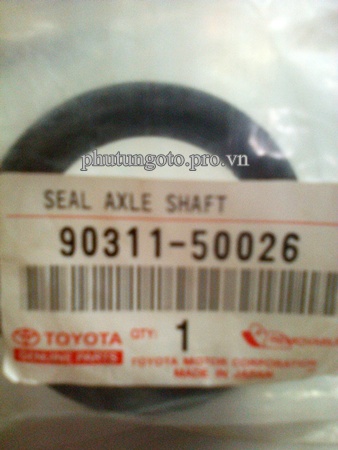 phutungoto.pro.vn
SEAL AXLE SHAFT
90311-50026
TOYOTA QTY: 1
GENUINE PARTS
TOYOTA MOTOR CORPORATION
MADE IN JAPAN